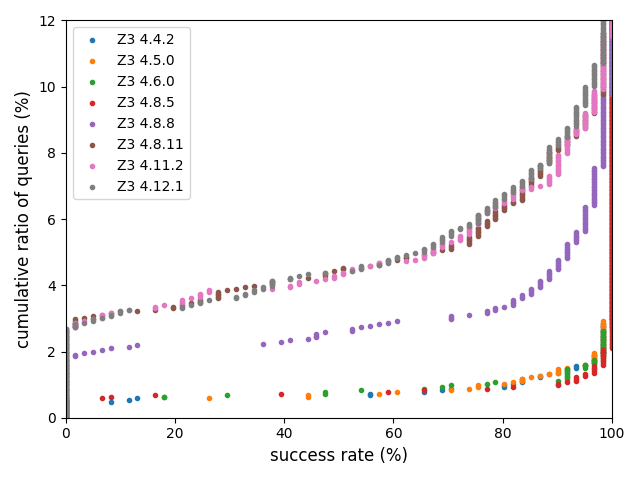 12
10
8
6
4
2
0
cumulative ratio of queries (%)
Z3 4.4.2
Z3 4.5.0
Z3 4.6.0
Z3 4.8.5
Z3 4.8.8
Z3 4.8.11
Z3 4.11.2
Z3 4.12.1
0 20 40 60 80 100
success rate (%)